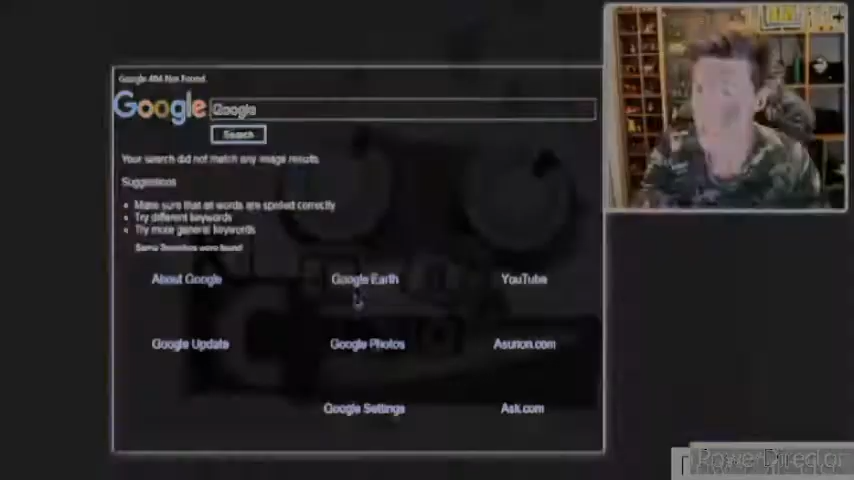 Google 404 Not Found
Google Google
Search
Your search did not match any image results.
Suggestions
• Make sure that all words are spelled correctly
• Try different keywords
• Try more general keywords
were found
About Google Google Earth YouTube
Google Update Google Photos Asurion.com
Google Settings Ask.com
PowerDirector